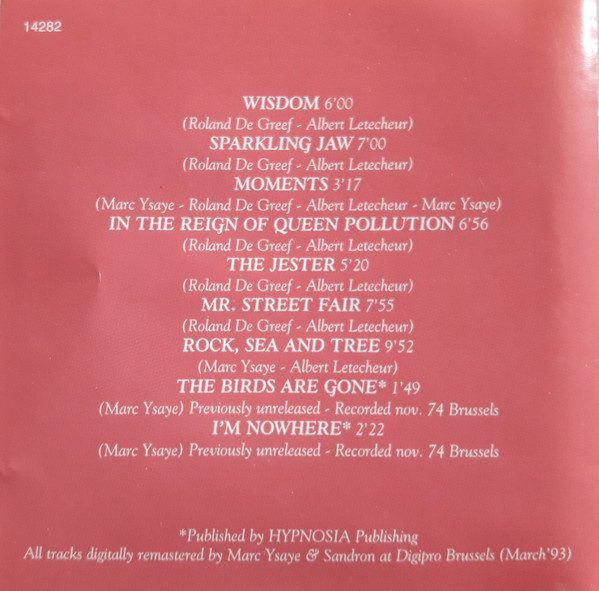 14282
WISDOM 6'00
(Roland De Greef - Albert Letecheur)
SPARKLING JAW 7'00
(Roland De Greef - Albert Letecheur)
MOMENTS 3'17
(Marc Ysaye - Roland De Greef - Albert Letecheur - Marc Ysaye)
IN THE REIGN OF QUEEN POLLUTION 6'56
(Roland De Greef - Albert Letecheur)
THE JESTER 5'20
(Roland De Greef - Albert Letecheur)
MR. STREET FAIR 7'55
(Roland De Greef - Albert Letecheur)
ROCK, SEA AND TREE 9'52
(Marc Ysaye - Albert Letecheur)
THE BIRDS ARE GONE* 1'49
(Marc Ysaye) Previously unreleased - Recorded nov. 74 Brussels
I'M NOWHERE* 2'22
(Marc Ysaye) Previously unreleased - Recorded nov. 74 Brussels
*Published by HYPNOSIA Publishing
All tracks digitally remastered by Marc Ysaye & Sandron at Digipro Brussels (March'93)